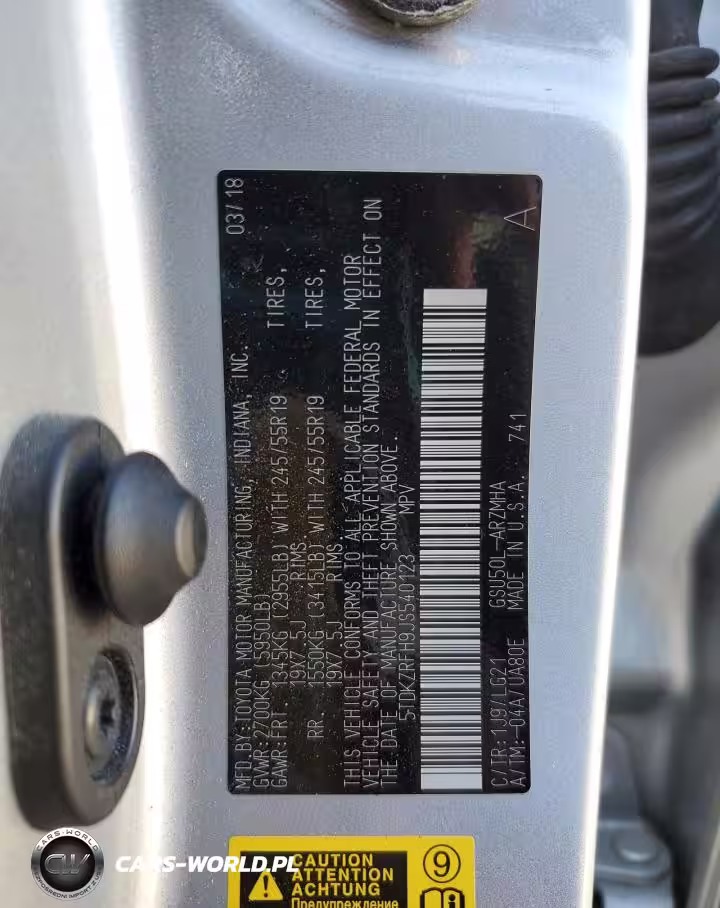 MFD.BY:TOYOTA MOTOR MANUFACTURING, INDIANA, INC. 03/18
GVWR:2700KG (5950LB)
GAWR:FRT. 1345KG (2955LB) WITH 245/55R19 TIRES,
19X7.5J RIMS
RR. 1550KG (3415LB) WITH 245/55R19 TIRES,
19X7.5J RIMS
THIS VEHICLE CONFORMS TO ALL APPLICABLE FEDERAL MOTOR
VEHICLE SAFETY AND THEFT PREVENTION STANDARDS IN EFFECT ON
THE DATE OF MANUFACTURE SHOWN ABOVE.
5TDKZRFH9JS540123 MPV
C/TR:1J9/LG21 GSU50L-ARZMHA
A/TM:-04A/UA80E MADE IN U.S.A. 741
A
CAUTION
ATTENTION
ACHTUNG
Предупреждение
9
CARS-WORLD
CW
CARS-WORLD.PL